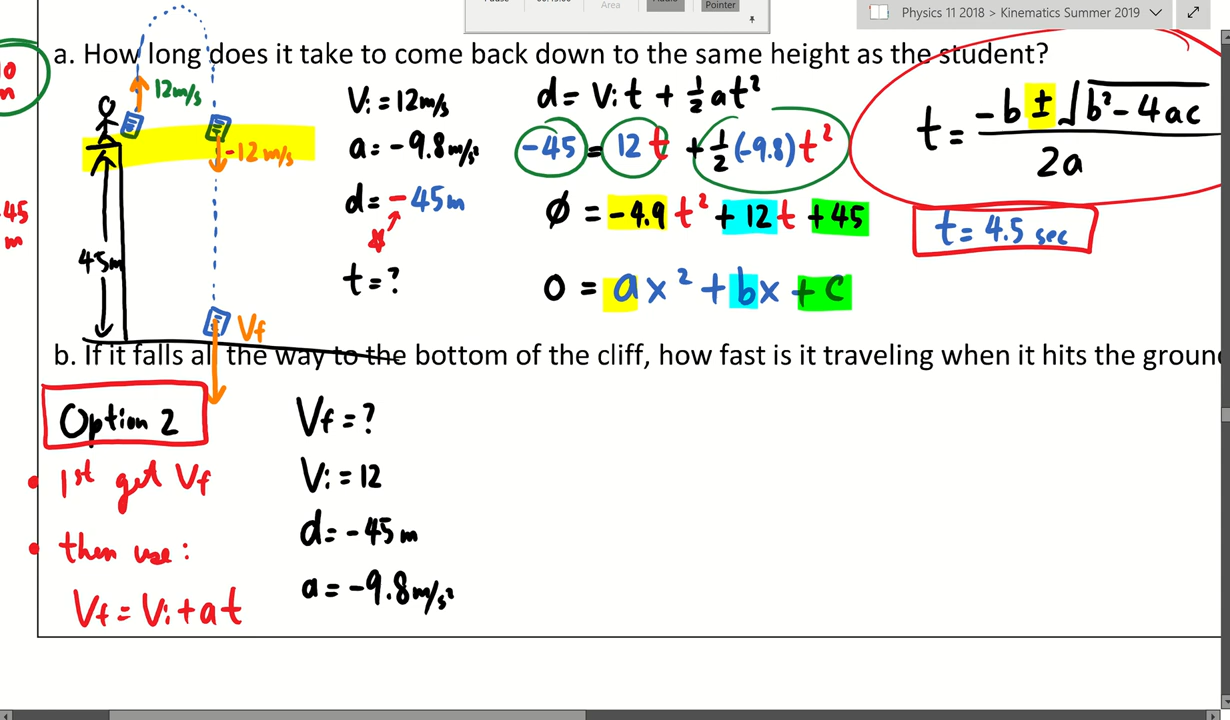 Physics 11 2018 > Kinematics Summer 2019
Area
Pointer
a. How long does it take to come back down to the same height as the student?
12m/s
-12 m/s
45m
Vf
45
m
m
Vi = 12m/s
a = -9.8 m/s²
d = -45m
t = ?
d = Vit + ½at²
-45 = 12t + ½(-9.8)t²
Ø = -4.9t² + 12t + 45
0 = ax² + bx + c
t = -b ± √b² - 4ac / 2a
t = 4.5 sec
b. If it falls all the way to the bottom of the cliff, how fast is it traveling when it hits the ground
Option 2
• 1st get Vf
• then use:
Vf = Vi + at
Vf = ?
Vi = 12
d = -45m
a = -9.8m/s²